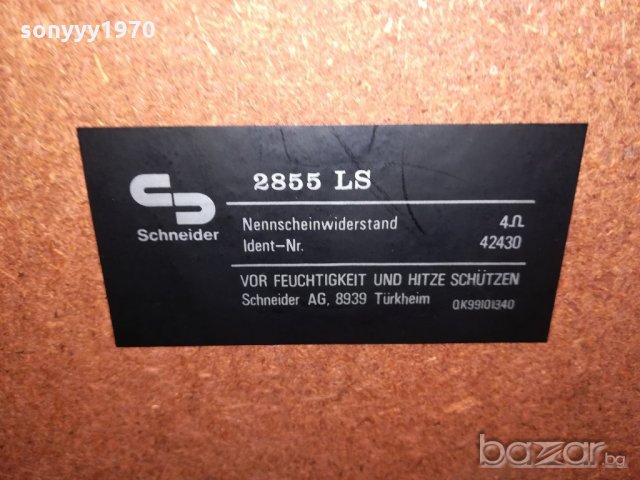 sonyyy1970
Schneider
2855 LS
Nennscheinwiderstand 4Ω
Ident-Nr. 42430
VOR FEUCHTIGKEIT UND HITZE SCHÜTZEN
Schneider AG, 8939 Türkheim QK99101340
bazar.bg